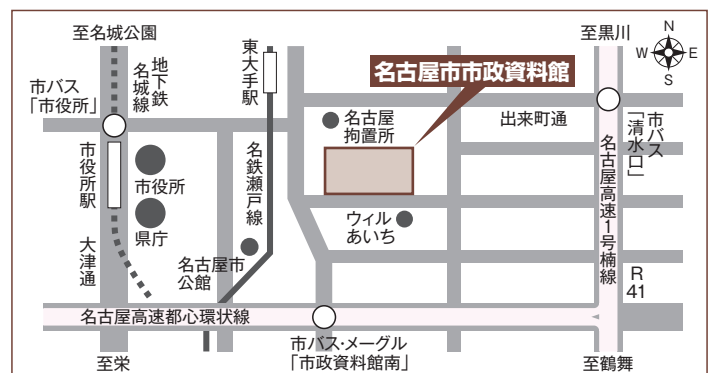 至名城公園
至黒川
N
W
E
S
東大手駅
地下鉄
名城線
市バス
「市役所」
名古屋市市政資料館
名古屋
拘置所
出来町通
市バス
「清水口」
市役所駅
市役所
名鉄瀬戸線
名古屋高速1号楠線
県庁
ウィル
あいち
大津通
名古屋市
公館
R
41
名古屋高速都心環状線
市バス・メーグル
「市政資料館南」
至栄
至鶴舞